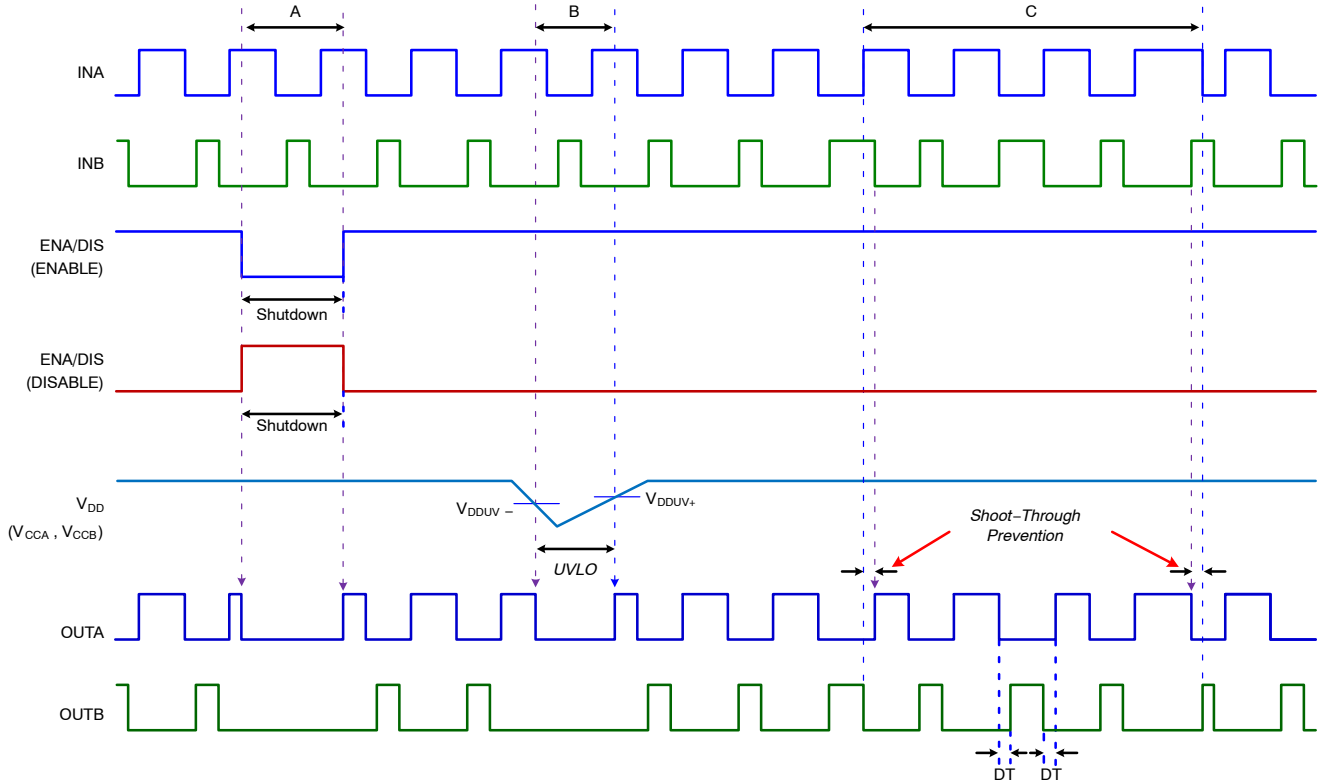 A
B
C
INA
INB
ENA/DIS
(ENABLE)
Shutdown
ENA/DIS
(DISABLE)
Shutdown
VDD
(VCCA , VCCB)
VDDUV −
VDDUV+
UVLO
Shoot−Through
Prevention
OUTA
OUTB
DT
DT